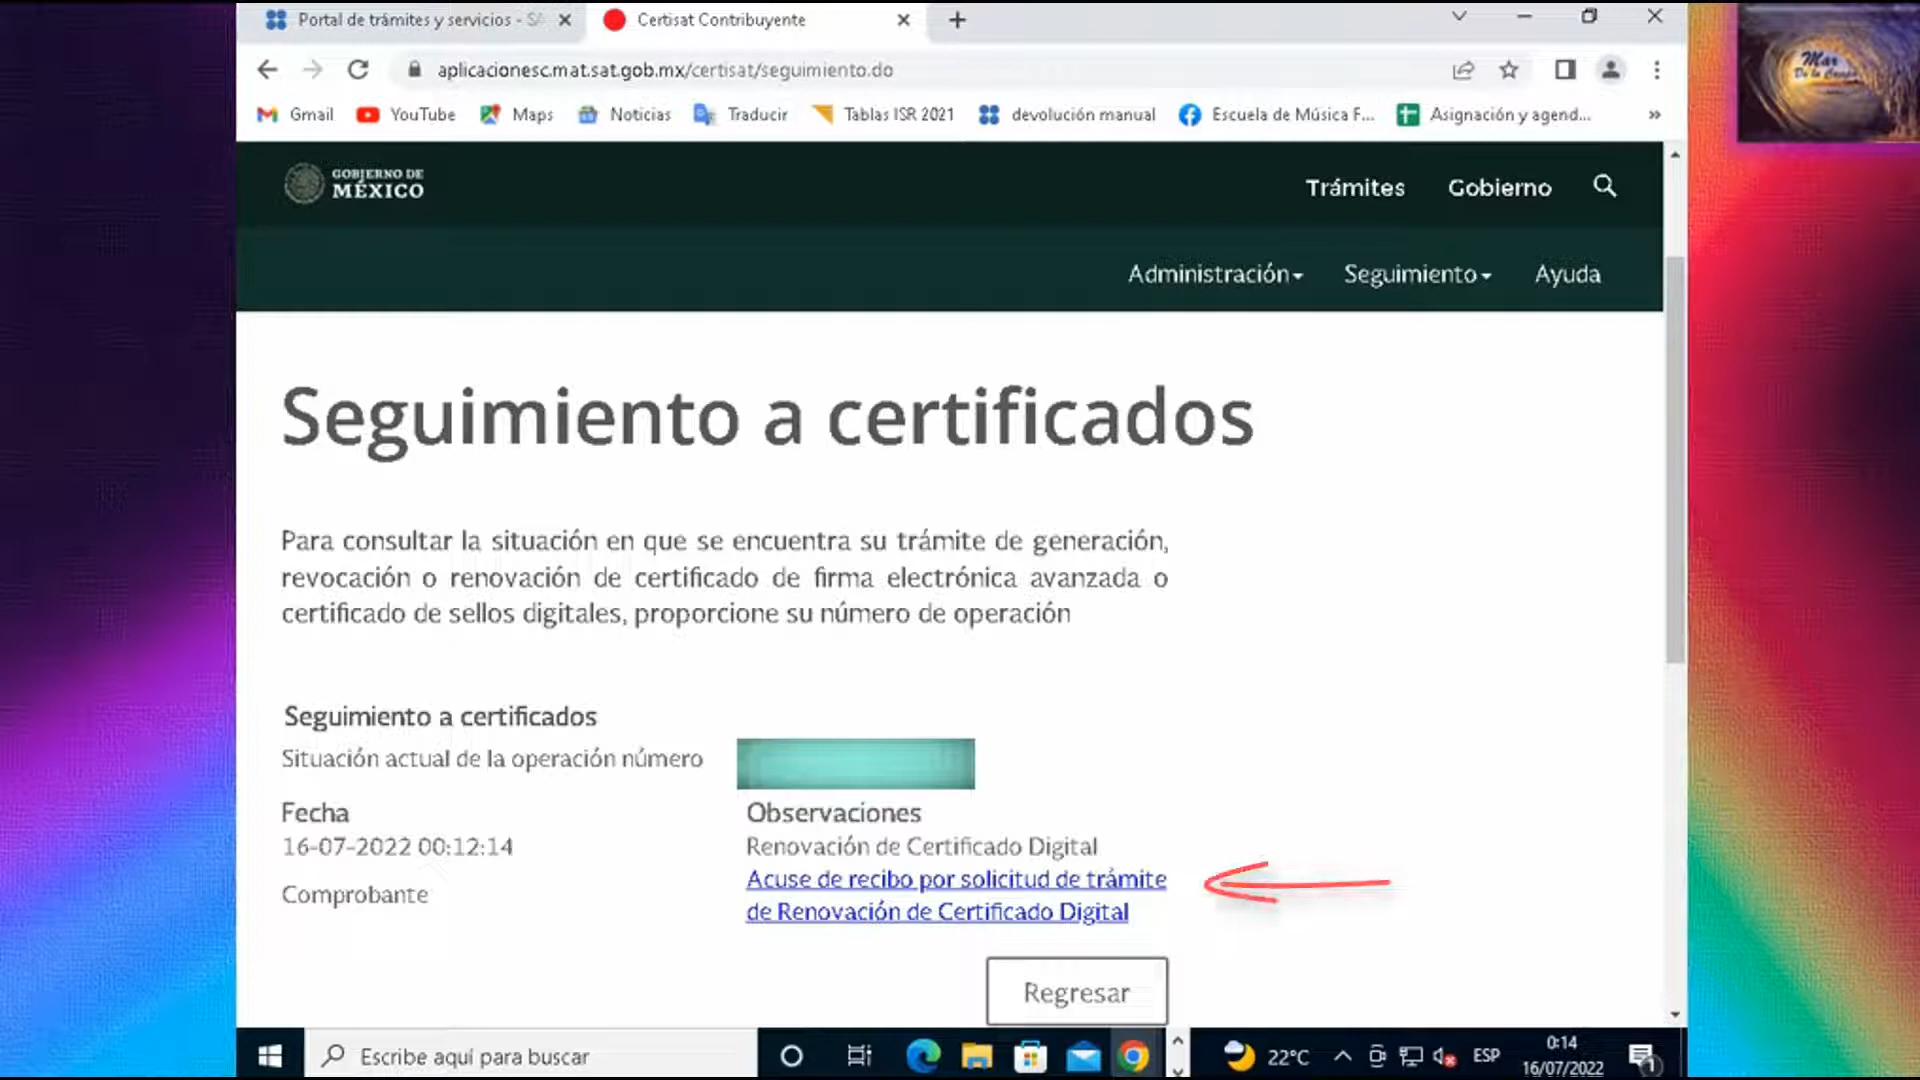 Portal de trámites y servicios - SA
Certisat Contribuyente
aplicacionesc.mat.sat.gob.mx/certisat/seguimiento.do
Gmail YouTube Maps Noticias Traducir Tablas ISR 2021 devolución manual Escuela de Música F... Asignación y agend... »
GOBIERNO DE
MÉXICO
Trámites Gobierno
Administración Seguimiento Ayuda
Seguimiento a certificados
Para consultar la situación en que se encuentra su trámite de generación,
revocación o renovación de certificado de firma electrónica avanzada o
certificado de sellos digitales, proporcione su número de operación
Seguimiento a certificados
Situación actual de la operación número
Fecha Observaciones
16-07-2022 00:12:14 Renovación de Certificado Digital
Comprobante Acuse de recibo por solicitud de trámite
de Renovación de Certificado Digital
Regresar
Escribe aquí para buscar
22°C
ESP
0:14
16/07/2022
1
Mar